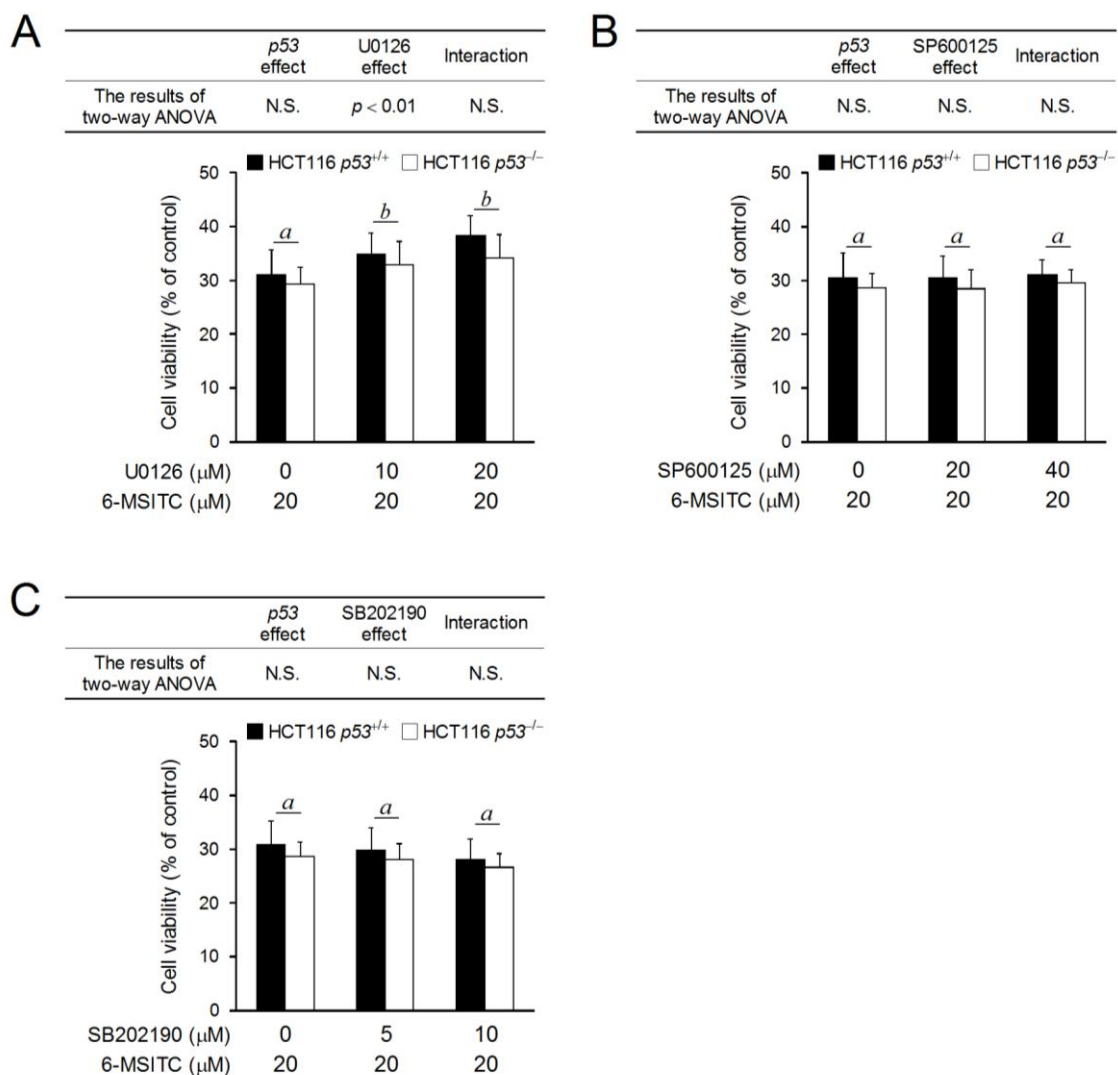 A
p53 effect U0126 effect Interaction
The results of two-way ANOVA N.S. p < 0.01 N.S.
HCT116 p53+/+ HCT116 p53–/–
Cell viability (% of control)
50
40
30
20
10
0
a b b
U0126 (μM) 0 10 20
6-MSITC (μM) 20 20 20
B
p53 effect SP600125 effect Interaction
The results of two-way ANOVA N.S. N.S. N.S.
HCT116 p53+/+ HCT116 p53–/–
Cell viability (% of control)
50
40
30
20
10
0
a a a
SP600125 (μM) 0 20 40
6-MSITC (μM) 20 20 20
C
p53 effect SB202190 effect Interaction
The results of two-way ANOVA N.S. N.S. N.S.
HCT116 p53+/+ HCT116 p53–/–
Cell viability (% of control)
50
40
30
20
10
0
a a a
SB202190 (μM) 0 5 10
6-MSITC (μM) 20 20 20